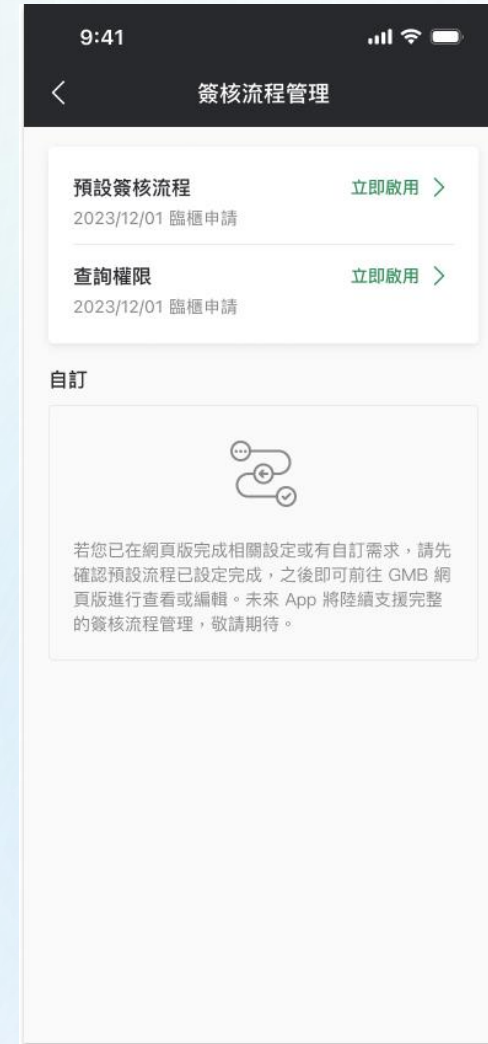 9:41
簽核流程管理
預設簽核流程 立即啟用
2023/12/01 臨櫃申請
查詢權限 立即啟用
2023/12/01 臨櫃申請
自訂
若您已在網頁版完成相關設定或有自訂需求，請先
確認預設流程已設定完成，之後即可前往 GMB 網
頁版進行查看或編輯。未來 App 將陸續支援完整
的簽核流程管理，敬請期待。